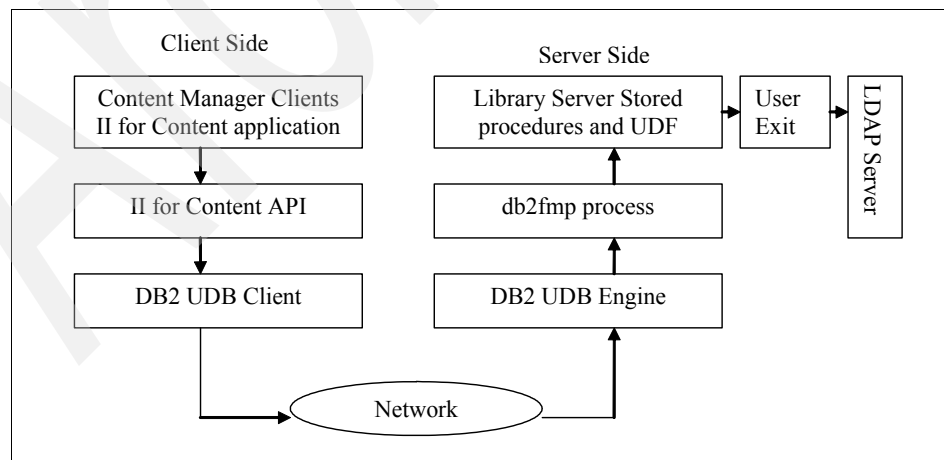 Client Side
Content Manager Clients
II for Content application
II for Content API
DB2 UDB Client
Network
Server Side
Library Server Stored
procedures and UDF
db2fmp process
DB2 UDB Engine
User
Exit
LDAP Server